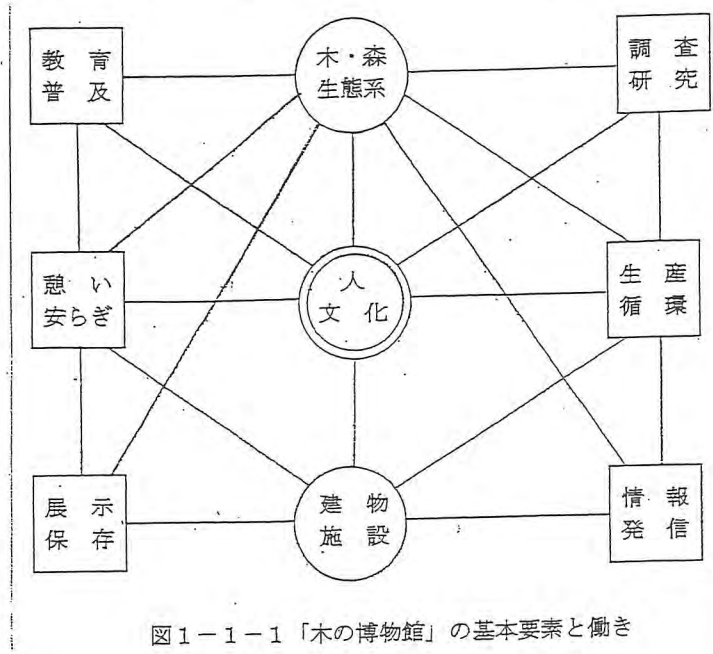 教育
普及
木・森
生態系
調査
研究
憩い
安らぎ
人
文化
生産
循環
展示
保存
建物
施設
情報
発信
図1-1-1「木の博物館」の基本要素と働き